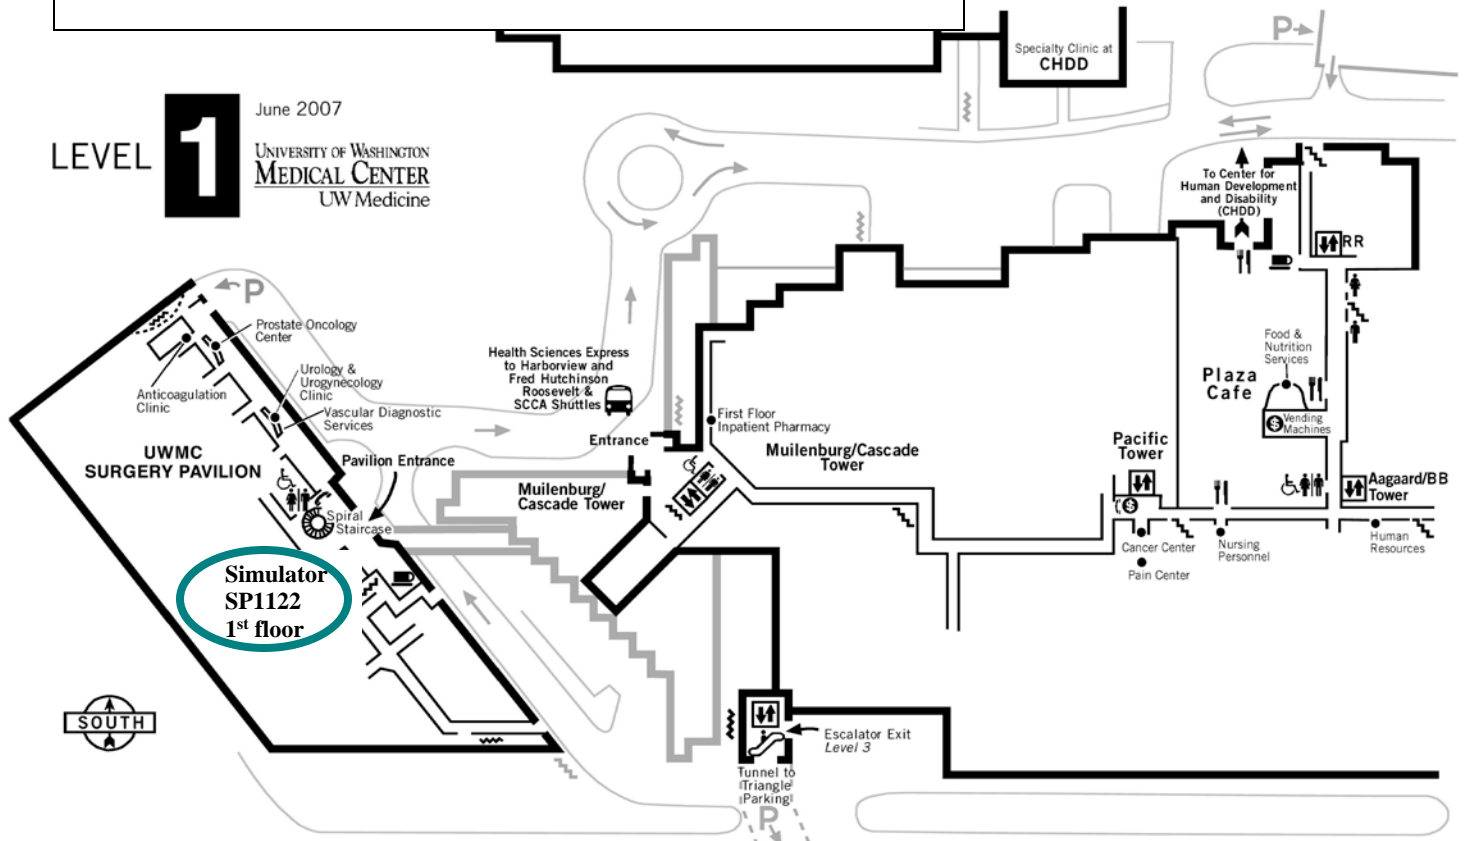 Specialty Clinic at
CHDD
P
June 2007
LEVEL 1
UNIVERSITY OF WASHINGTON
MEDICAL CENTER
UW Medicine
To Center for
Human Development
and Disability
(CHDD)
RR
P
Prostate Oncology
Center
Urology &
Urogynecology
Clinic
Anticoagulation
Clinic
Vascular Diagnostic
Services
UWMC
SURGERY PAVILION
Pavilion Entrance
Spiral
Staircase
Health Sciences Express
to Harborview and
Fred Hutchinson
Roosevelt &
SCCA Shuttles
Entrance
First Floor
Inpatient Pharmacy
Muilenburg/
Cascade Tower
Muilenburg/Cascade
Tower
Food &
Nutrition
Services
Plaza
Cafe
$ Vending
Machines
Pacific
Tower
$
Aagaard/BB
Tower
Cancer Center
Pain Center
Nursing
Personnel
Human
Resources
Simulator
SP1122
1st floor
SOUTH
Escalator Exit
Level 3
Tunnel to
Triangle
Parking
P